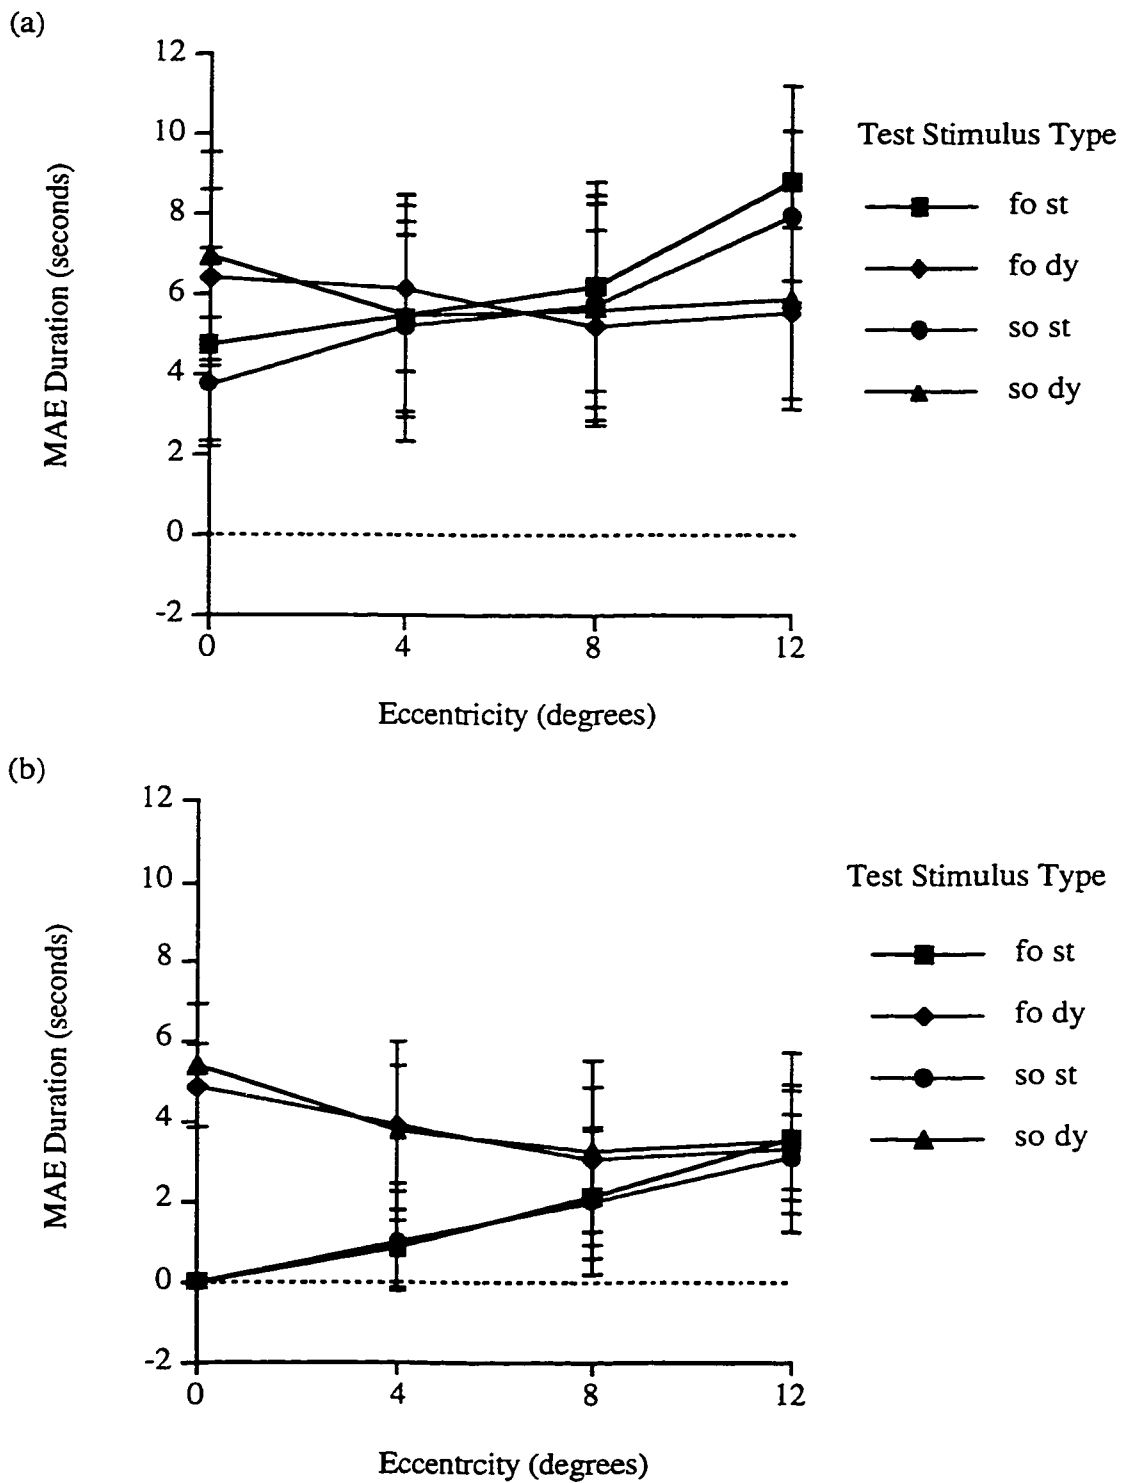 (a)
12
10
8
6
4
2
0
-2
MAE Duration (seconds)
0 4 8 12
Eccentricity (degrees)
Test Stimulus Type
fo st
fo dy
so st
so dy
(b)
12
10
8
6
4
2
0
-2
MAE Duration (seconds)
0 4 8 12
Eccentrcity (degrees)
Test Stimulus Type
fo st
fo dy
so st
so dy